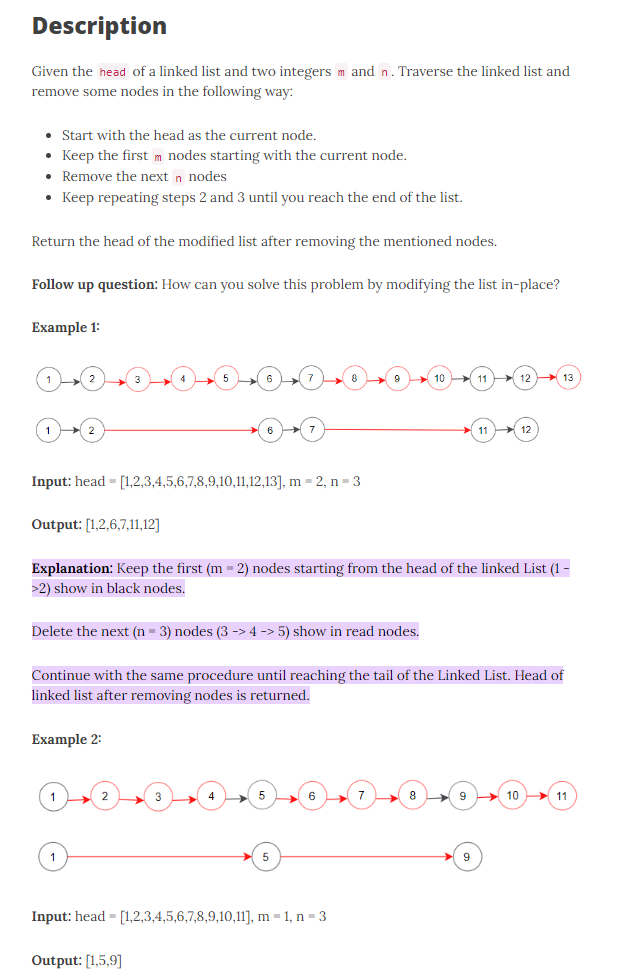 Description
Given the head of a linked list and two integers m and n. Traverse the linked list and
remove some nodes in the following way:
• Start with the head as the current node.
• Keep the first m nodes starting with the current node.
• Remove the next n nodes
• Keep repeating steps 2 and 3 until you reach the end of the list.
Return the head of the modified list after removing the mentioned nodes.
Follow up question: How can you solve this problem by modifying the list in-place?
Example 1:
1 2 3 4 5 6 7 8 9 10 11 12 13
1 2 6 7 11 12
Input: head = [1,2,3,4,5,6,7,8,9,10,11,12,13], m = 2, n = 3
Output: [1,2,6,7,11,12]
Explanation: Keep the first (m = 2) nodes starting from the head of the linked List (1 -
>2) show in black nodes.
Delete the next (n = 3) nodes (3 -> 4 -> 5) show in read nodes.
Continue with the same procedure until reaching the tail of the Linked List. Head of
linked list after removing nodes is returned.
Example 2:
1 2 3 4 5 6 7 8 9 10 11
1 5 9
Input: head = [1,2,3,4,5,6,7,8,9,10,11], m = 1, n = 3
Output: [1,5,9]